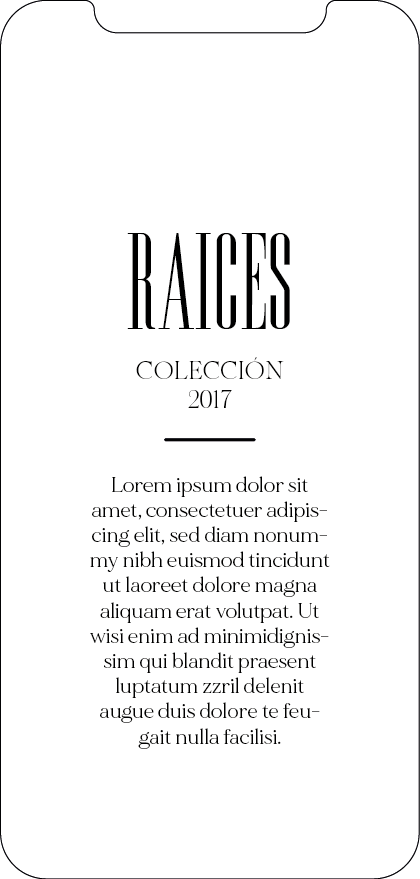 RAICES
COLECCIÓN
2017
Lorem ipsum dolor sit
amet, consectetuer adipis-
cing elit, sed diam nonum-
my nibh euismod tincidunt
ut laoreet dolore magna
aliquam erat volutpat. Ut
wisi enim ad minimidignis-
sim qui blandit praesent
luptatum zzril delenit
augue duis dolore te feu-
gait nulla facilisi.